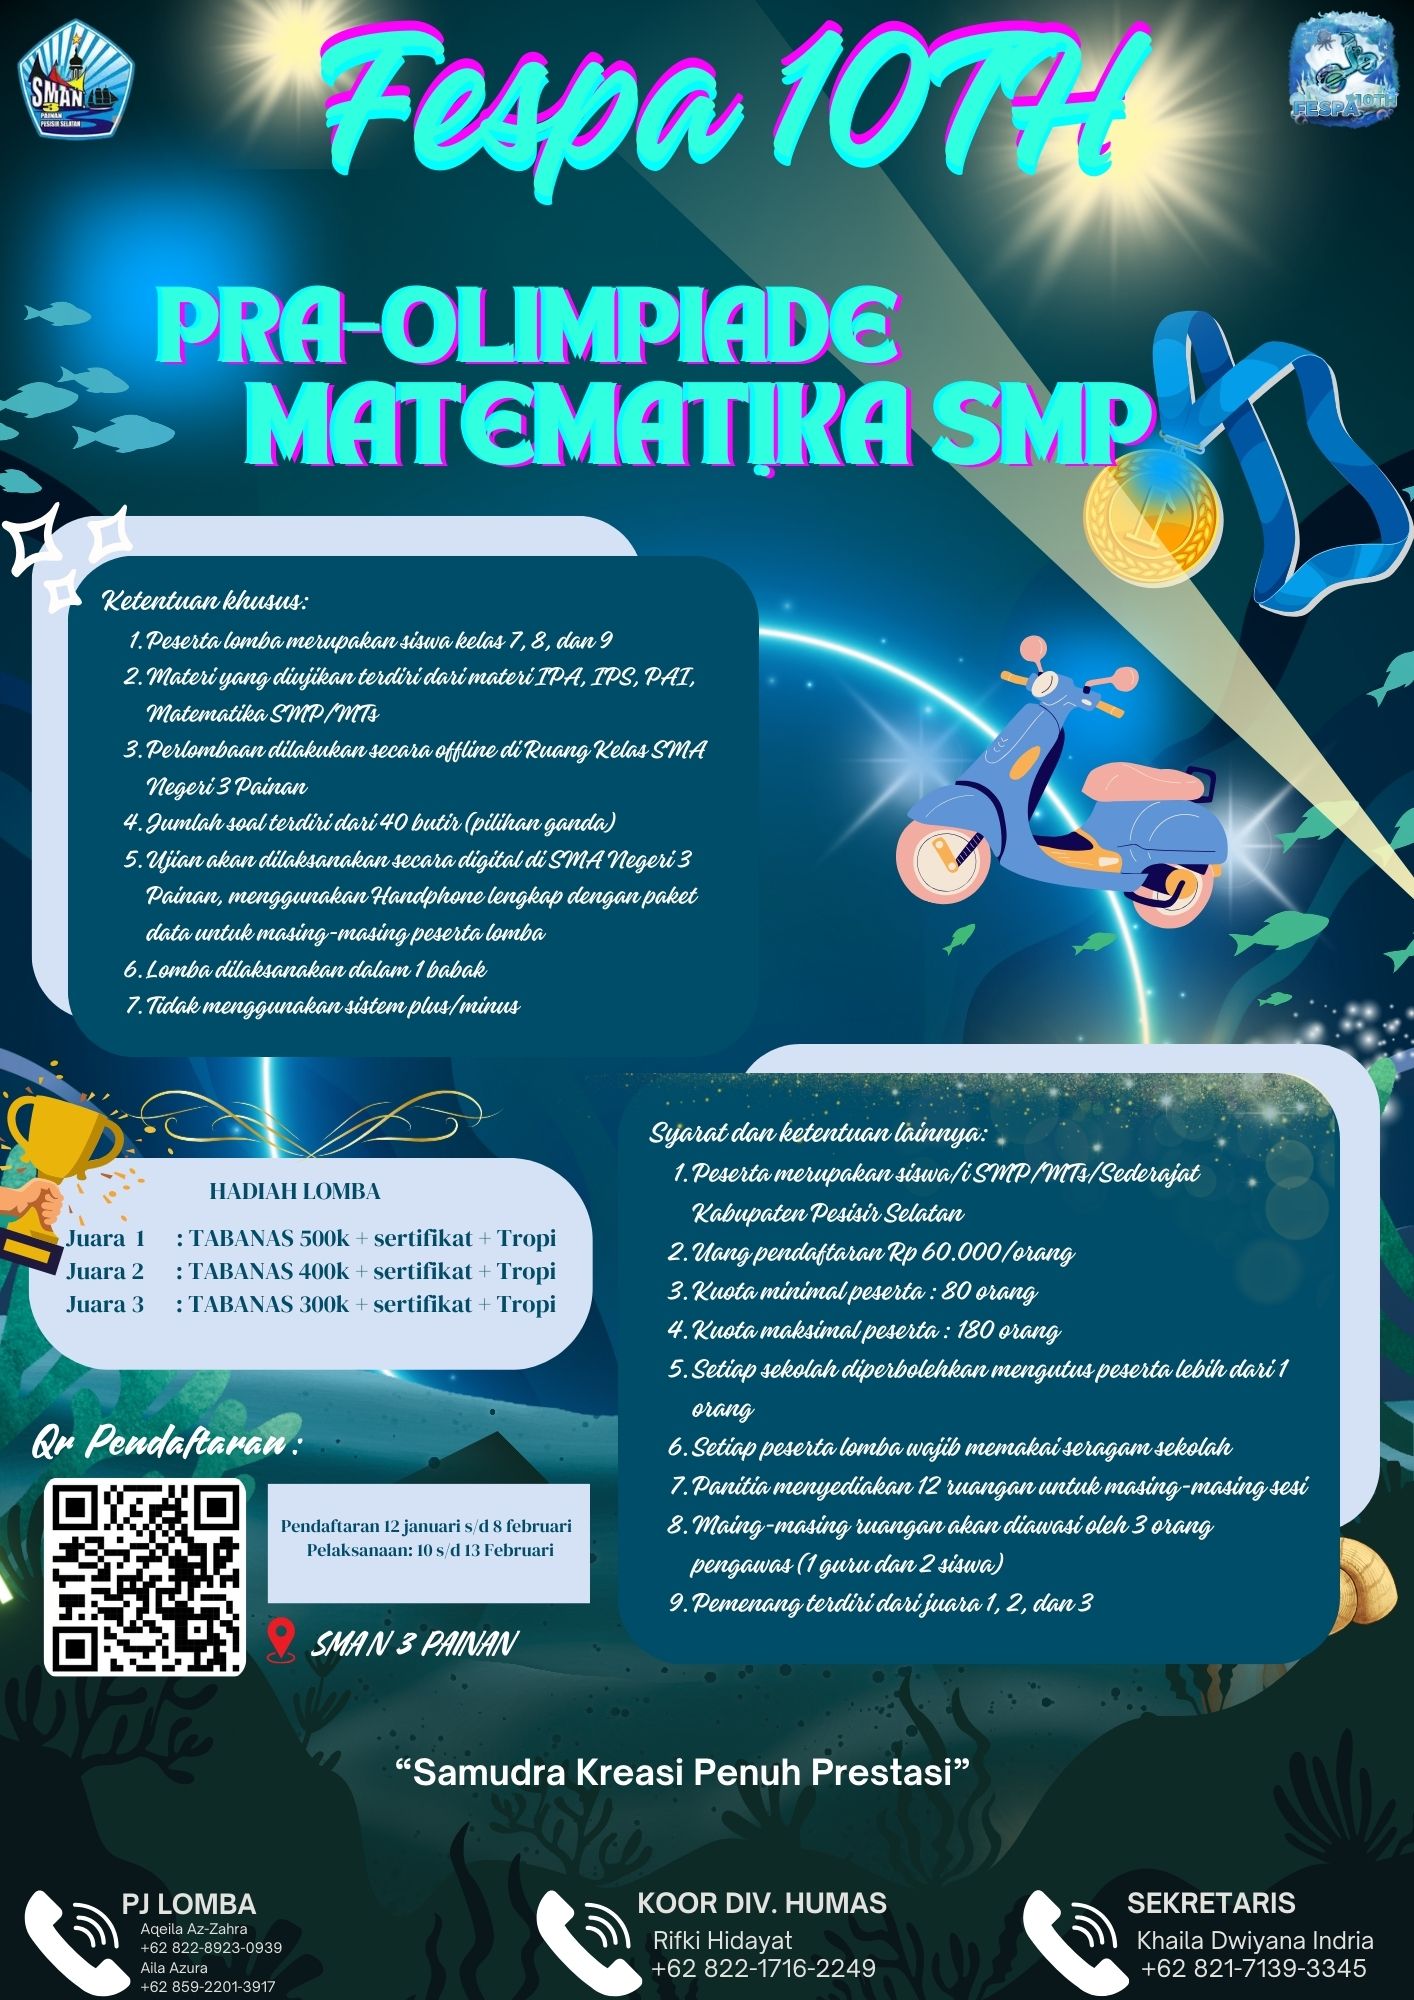 SMAN
3
PAINAN
PESISIR SELATAN
Fespa 10TH
FESPA 10TH
PRA-OLIMPIADE
MATEMATIKA SMP
1
Ketentuan khusus:
1. Peserta lomba merupakan siswa kelas 7, 8, dan 9
2. Materi yang diujikan terdiri dari materi IPA, IPS, PAI,
Matematika SMP/MTs
3. Perlombaan dilakukan secara offline di Ruang Kelas SMA
Negeri 3 Painan
4. Jumlah soal terdiri dari 40 butir (pilihan ganda)
5. Ujian akan dilaksanakan secara digital di SMA Negeri 3
Painan, menggunakan Handphone lengkap dengan paket
data untuk masing-masing peserta lomba
6. Lomba dilaksanakan dalam 1 babak
7. Tidak menggunakan sistem plus/minus
HADIAH LOMBA
Juara 1 : TABANAS 500k + sertifikat + Tropi
Juara 2 : TABANAS 400k + sertifikat + Tropi
Juara 3 : TABANAS 300k + sertifikat + Tropi
Syarat dan ketentuan lainnya:
1. Peserta merupakan siswa/i SMP/MTs/Sederajat
Kabupaten Pesisir Selatan
2. Uang pendaftaran Rp 60.000/orang
3. Kuota minimal peserta : 80 orang
4. Kuota maksimal peserta : 180 orang
5. Setiap sekolah diperbolehkan mengutus peserta lebih dari 1
orang
6. Setiap peserta lomba wajib memakai seragam sekolah
7. Panitia menyediakan 12 ruangan untuk masing-masing sesi
8. Maing-masing ruangan akan diawasi oleh 3 orang
pengawas (1 guru dan 2 siswa)
9. Pemenang terdiri dari juara 1, 2, dan 3
Qr Pendaftaran :
Pendaftaran 12 januari s/d 8 februari
Pelaksanaan: 10 s/d 13 Februari
SMA N 3 PAINAN
“Samudra Kreasi Penuh Prestasi”
PJ LOMBA
Aqeila Az-Zahra
+62 822-8923-0939
Aila Azura
+62 859-2201-3917
KOOR DIV. HUMAS
Rifki Hidayat
+62 822-1716-2249
SEKRETARIS
Khaila Dwiyana Indria
+62 821-7139-3345